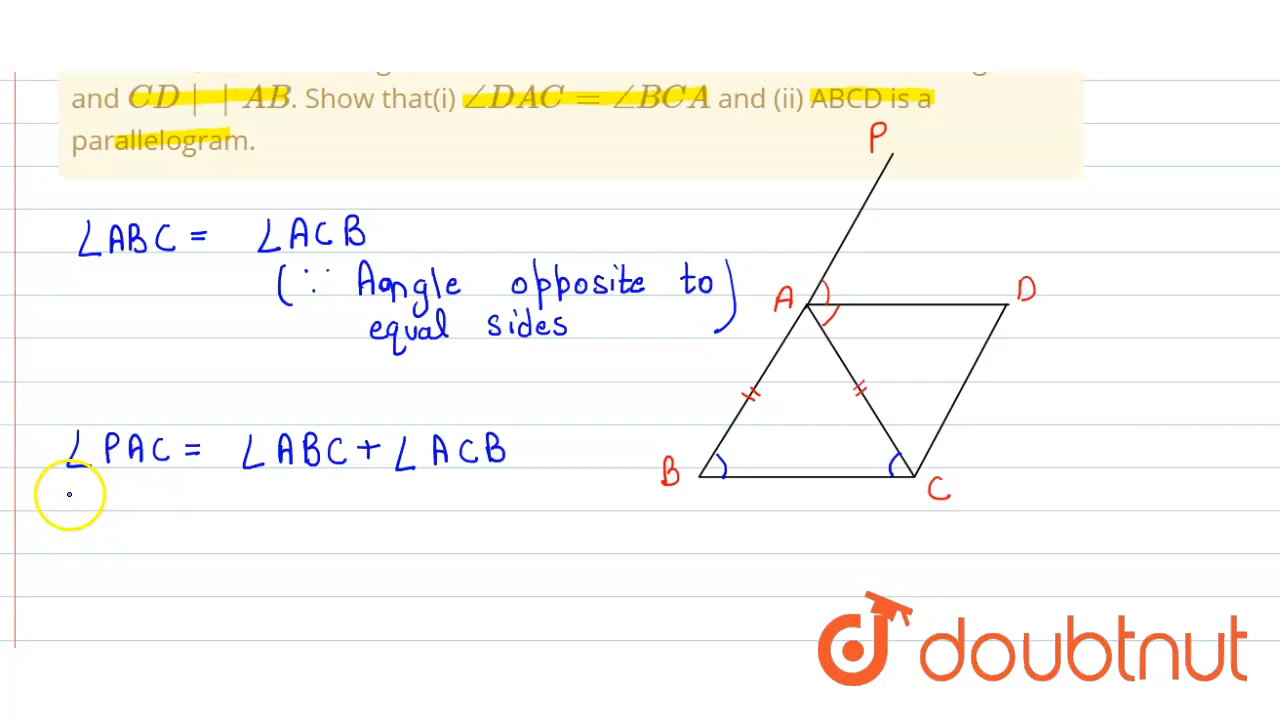 and CD || AB. Show that(i) ∠DAC = ∠BCA and (ii) ABCD is a
parallelogram.
P
∠ABC = ∠ACB
(∵ Aongle opposite to
equal sides)
A
D
∠PAC = ∠ABC + ∠ACB
B
C
doubtnut